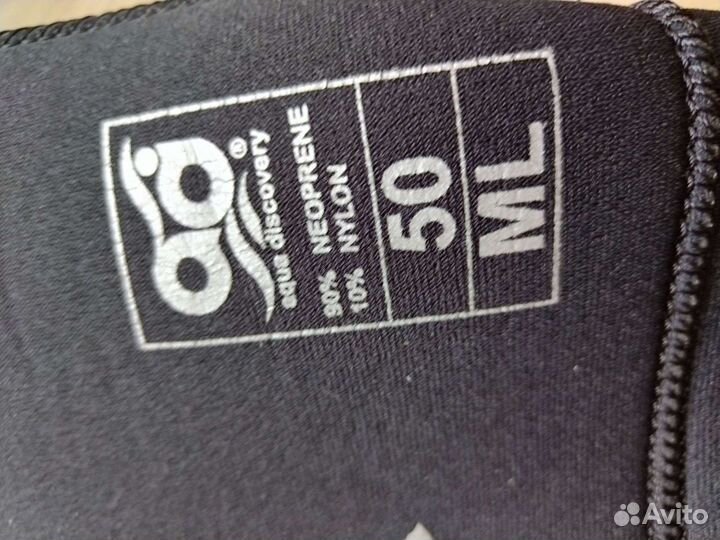 aqua discovery®
90% NEOPRENE
10% NYLON
50
ML
Avito